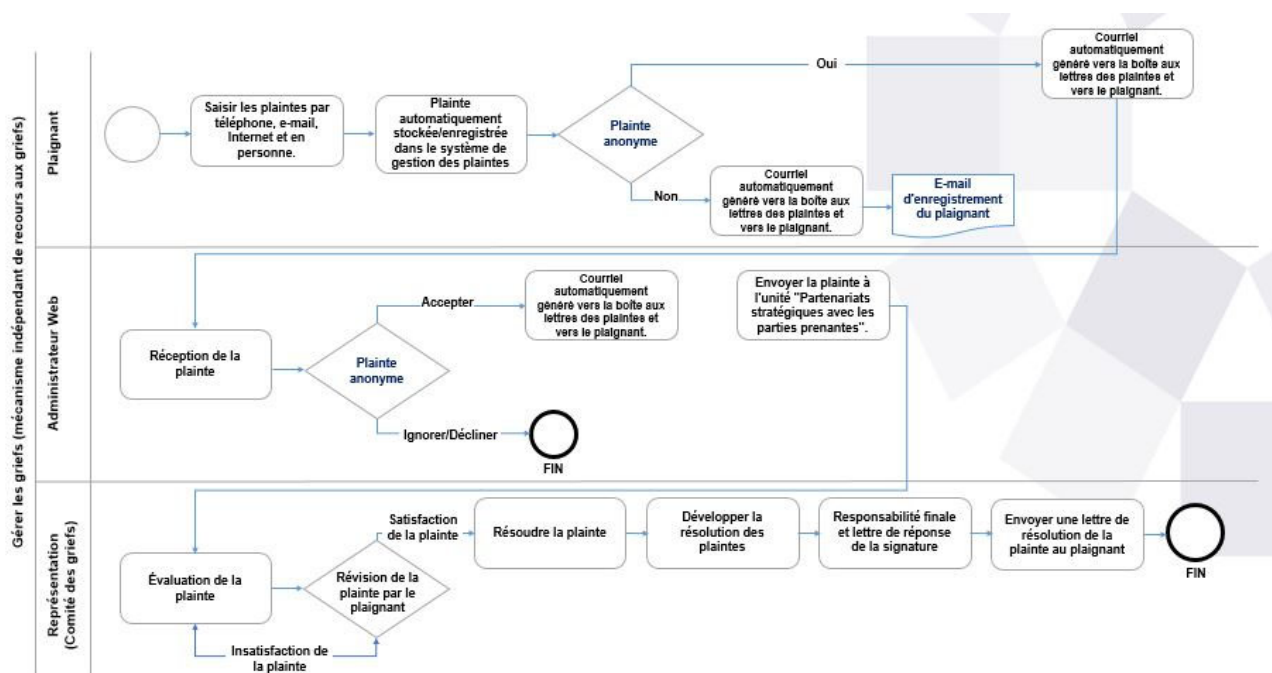 Gérer les griefs (mécanisme indépendant de recours aux griefs)
Plaignant
Saisir les plaintes par
téléphone, e-mail,
Internet et en
personne.
Plainte
automatiquement
stockée/enregistrée
dans le système de
gestion des plaintes
Plainte
anonyme
Oui
Courriel
automatiquement
généré vers la boîte aux
lettres des plaintes et
vers le plaignant.
Non
Courriel
automatiquement
généré vers la boîte aux
lettres des plaintes et
vers le plaignant.
E-mail
d'enregistrement
du plaignant
Administrateur Web
Réception de la
plainte
Plainte
anonyme
Accepter
Courriel
automatiquement
généré vers la boîte aux
lettres des plaintes et
vers le plaignant.
Envoyer la plainte à
l'unité "Partenariats
stratégiques avec les
parties prenantes".
Ignorer/Décliner
FIN
Représentation
(Comité des griefs)
Évaluation de la
plainte
Révision de la
plainte par le
plaignant
Satisfaction
de la plainte
Insatisfaction de
la plainte
Résoudre la plainte
Développer la
résolution des
plaintes
Responsabilité finale
et lettre de réponse
de la signature
Envoyer une lettre de
résolution de la
plainte au plaignant
FIN